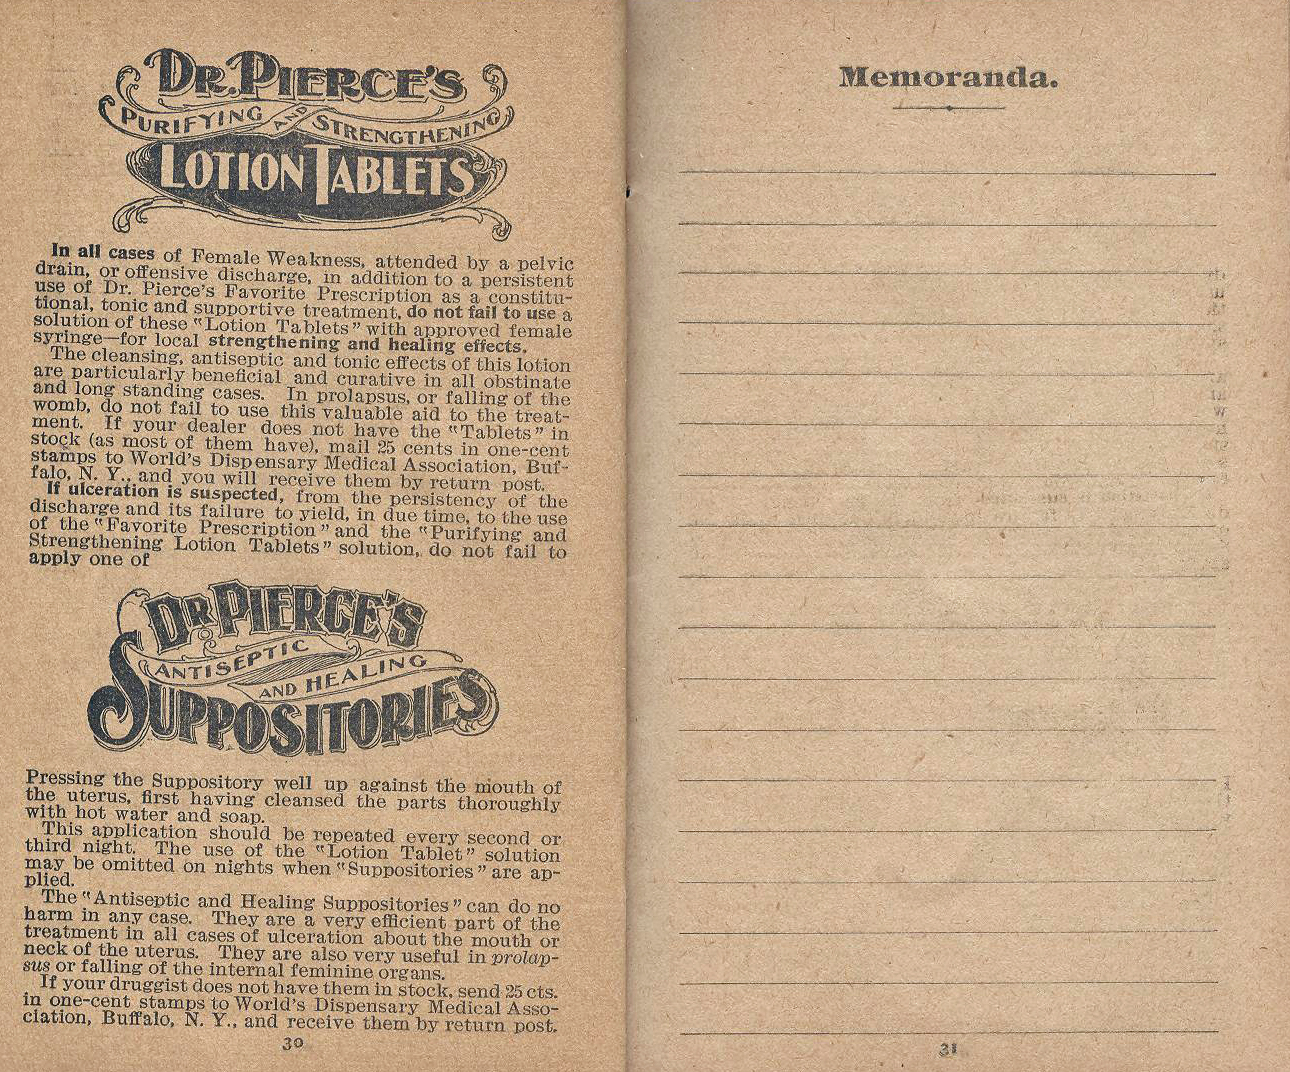 DR. PIERCE'S
PURIFYING AND STRENGTHENING
LOTION TABLETS
In all cases of Female Weakness, attended by a pelvic
drain, or offensive discharge, in addition to a persistent
use of Dr. Pierce's Favorite Prescription as a constitu-
tional, tonic and supportive treatment, do not fail to use a
solution of these "Lotion Tablets" with approved female
syringe—for local strengthening and healing effects.
The cleansing, antiseptic and tonic effects of this lotion
are particularly beneficial and curative in all obstinate
and long standing cases. In prolapsus, or falling of the
womb, do not fail to use this valuable aid to the treat-
ment. If your dealer does not have the "Tablets" in
stock (as most of them have), mail 25 cents in one-cent
stamps to World's Dispensary Medical Association, Buf-
falo, N. Y., and you will receive them by return post.
If ulceration is suspected, from the persistency of the
discharge and its failure to yield, in due time, to the use
of the "Favorite Prescription" and the "Purifying and
Strengthening Lotion Tablets" solution, do not fail to
apply one of
DR PIERCE'S
ANTISEPTIC
AND HEALING
SUPPOSITORIES
Pressing the Suppository well up against the mouth of
the uterus, first having cleansed the parts thoroughly
with hot water and soap.
This application should be repeated every second or
third night. The use of the "Lotion Tablet" solution
may be omitted on nights when "Suppositories" are ap-
plied.
The "Antiseptic and Healing Suppositories" can do no
harm in any case. They are a very efficient part of the
treatment in all cases of ulceration about the mouth or
neck of the uterus. They are also very useful in prolap-
sus or falling of the internal feminine organs.
If your druggist does not have them in stock, send 25 cts.
in one-cent stamps to World's Dispensary Medical Asso-
ciation, Buffalo, N. Y., and receive them by return post.
30
Memoranda.
31